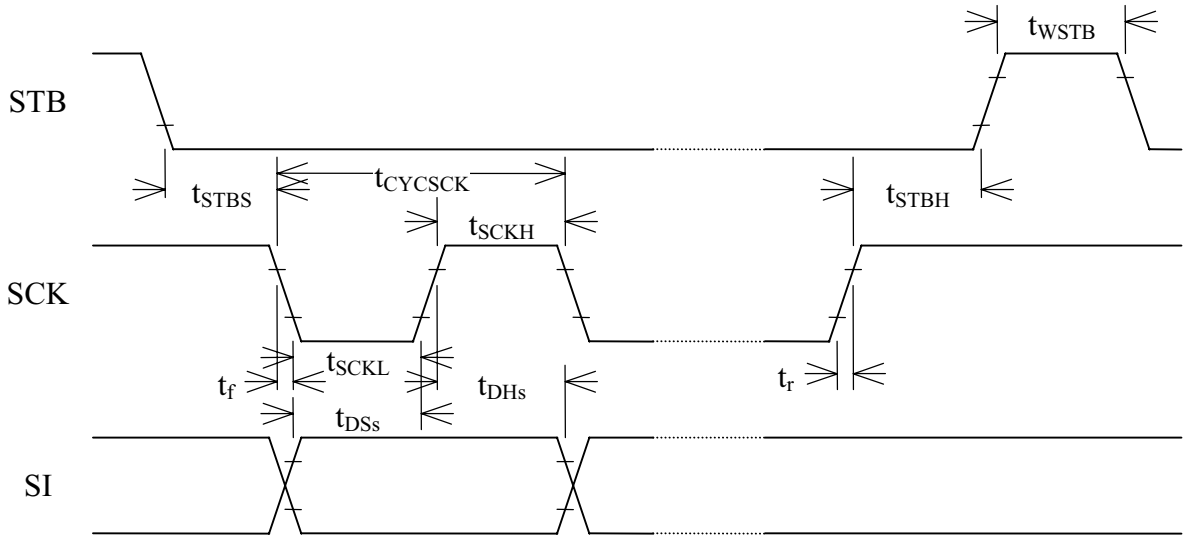 tWSTB
STB
tSTBS
tCYCSCK
tSTBH
tSCKH
SCK
tSCKL
tf
tDHs
tr
tDSs
SI